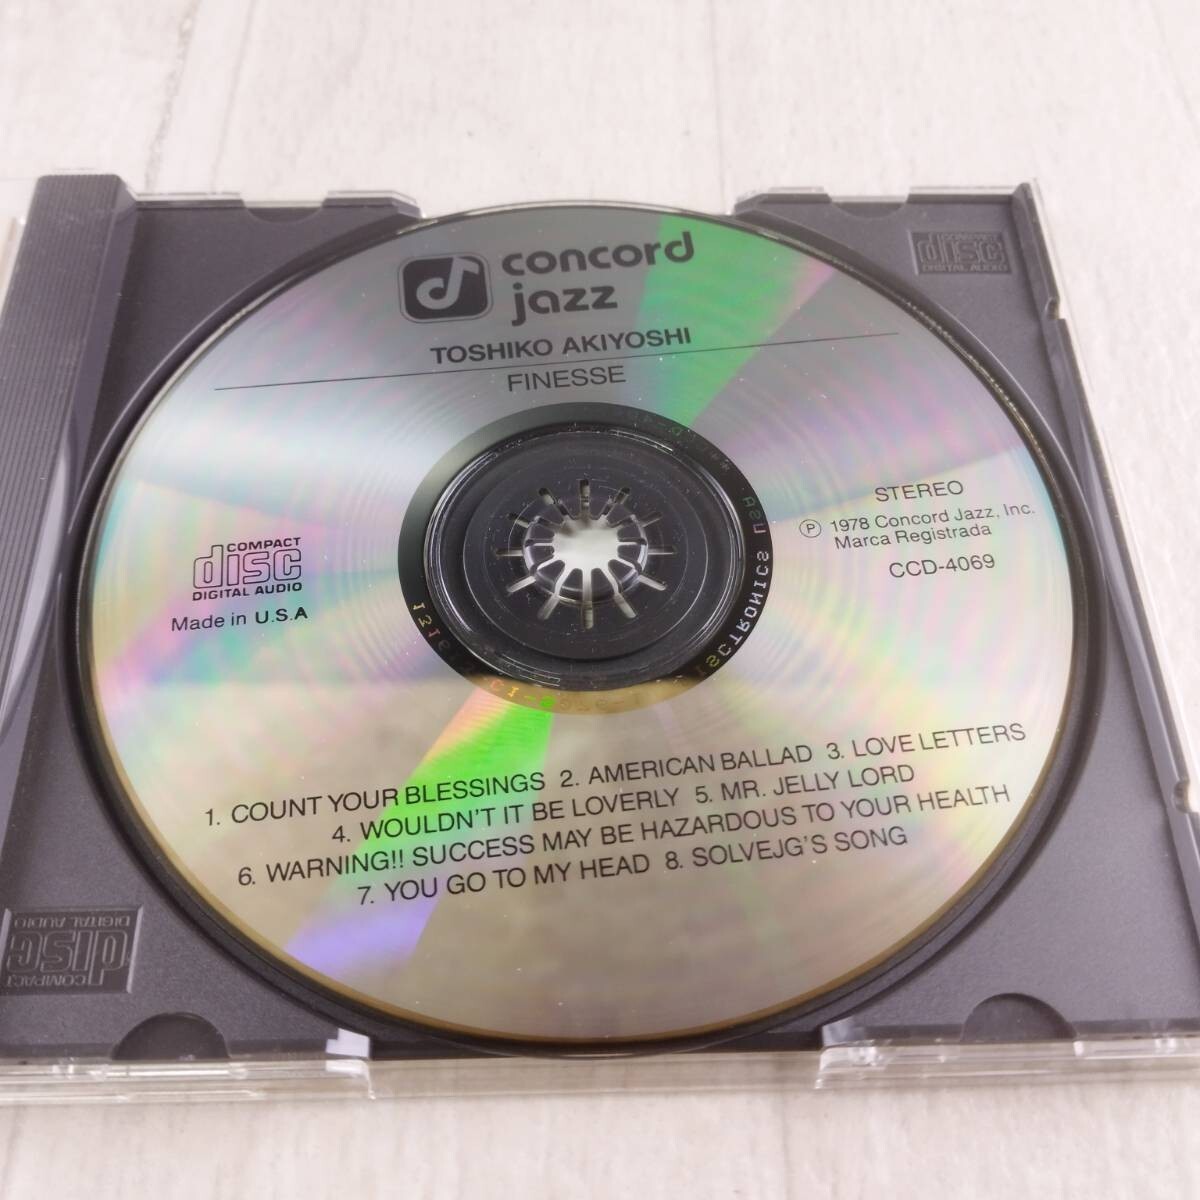 concord
jazz
TOSHIKO AKIYOSHI
FINESSE
STEREO
℗ 1978 Concord Jazz, Inc.
Marca Registrada
CCD-4069
COMPACT
disc
DIGITAL AUDIO
Made in U.S.A
1. COUNT YOUR BLESSINGS 2. AMERICAN BALLAD 3. LOVE LETTERS
4. WOULDN'T IT BE LOVERLY 5. MR. JELLY LORD
6. WARNING!! SUCCESS MAY BE HAZARDOUS TO YOUR HEALTH
7. YOU GO TO MY HEAD 8. SOLVEJG'S SONG
COMPACT
disc
DIGITAL AUDIO
COMPACT
disc
DIGITAL AUDIO